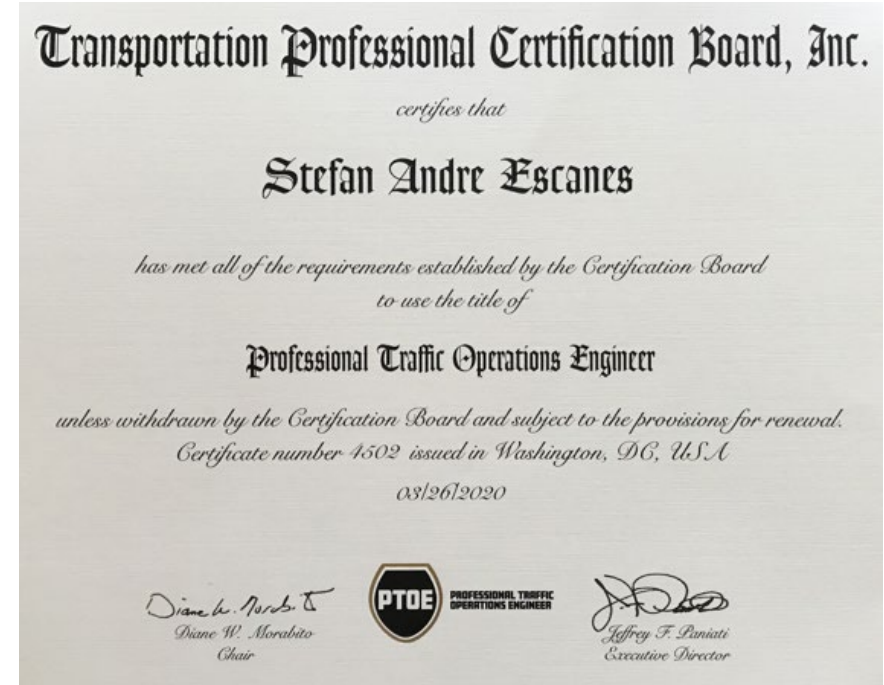 Transportation Professional Certification Board, Inc.
certifies that
Stefan Andre Escanes
has met all of the requirements established by the Certification Board
to use the title of
Professional Traffic Operations Engineer
unless withdrawn by the Certification Board and subject to the provisions for renewal.
Certificate number 4502 issued in Washington, DC, USA
03/26/2020
Diane W. Morabito
Chair
PTOE
PROFESSIONAL TRAFFIC
OPERATIONS ENGINEER
Jeffrey F. Paniati
Executive Director